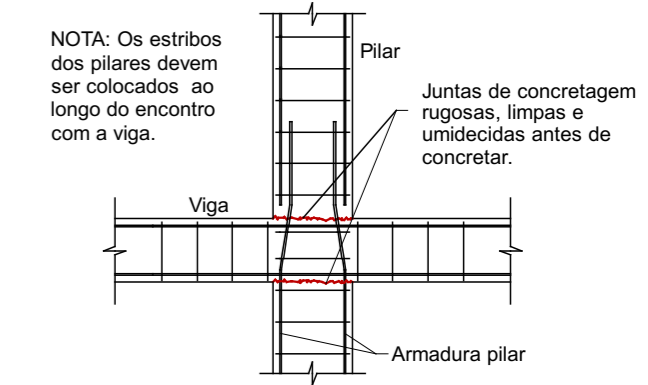 NOTA: Os estribos
dos pilares devem
ser colocados ao
longo do encontro
com a viga.
Pilar
Juntas de concretagem
rugosas, limpas e
umidecidas antes de
concretar.
Viga
Armadura pilar